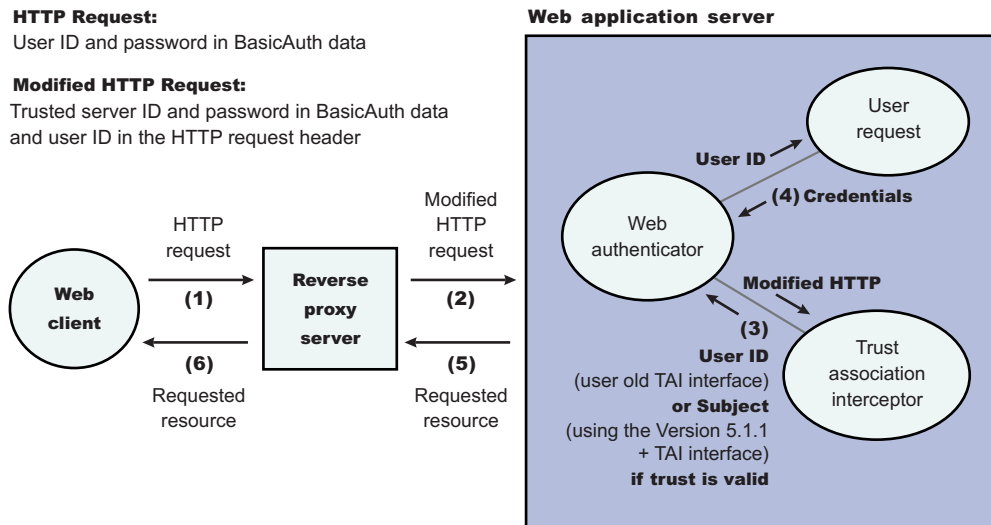 HTTP Request:
User ID and password in BasicAuth data
Modified HTTP Request:
Trusted server ID and password in BasicAuth data
and user ID in the HTTP request header
Web application server
User
request
User ID
(4) Credentials
Web
authenticator
Modified HTTP
(3)
User ID
(user old TAI interface)
or Subject
(using the Version 5.1.1
+ TAI interface)
if trust is valid
Trust
association
interceptor
Web
client
HTTP
request
(1)
(6)
Requested
resource
Reverse
proxy
server
Modified
HTTP
request
(2)
(5)
Requested
resource